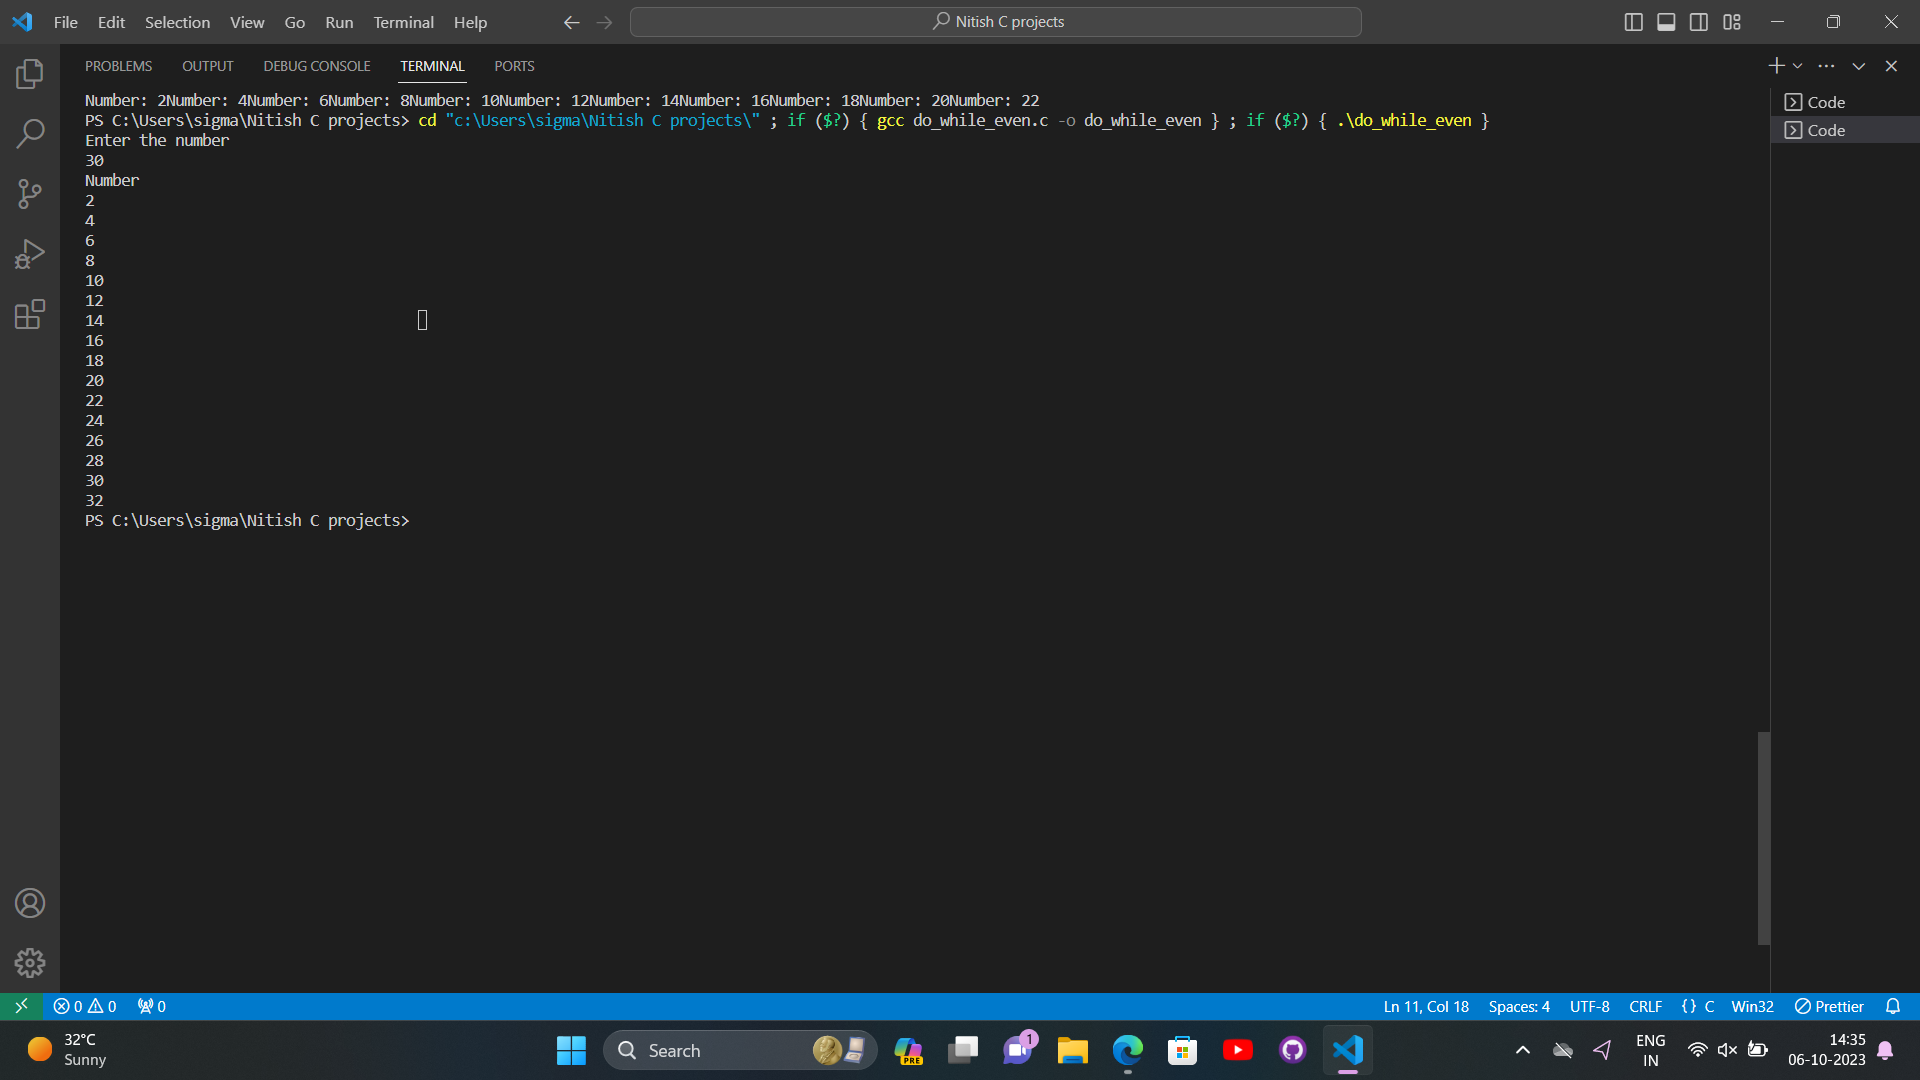 File Edit Selection View Go Run Terminal Help
Nitish C projects
PROBLEMS OUTPUT DEBUG CONSOLE TERMINAL PORTS
Number: 2Number: 4Number: 6Number: 8Number: 10Number: 12Number: 14Number: 16Number: 18Number: 20Number: 22
PS C:\Users\sigma\Nitish C projects> cd "c:\Users\sigma\Nitish C projects\" ; if ($?) { gcc do_while_even.c -o do_while_even } ; if ($?) { .\do_while_even }
Enter the number
30
Number
2
4
6
8
10
12
14
16
18
20
22
24
26
28
30
32
PS C:\Users\sigma\Nitish C projects>
Code
Code
0 0 0
Ln 11, Col 18 Spaces: 4 UTF-8 CRLF {} C Win32 Prettier
32°C
Sunny
Search
PRE
1
ENG
IN
14:35
06-10-2023